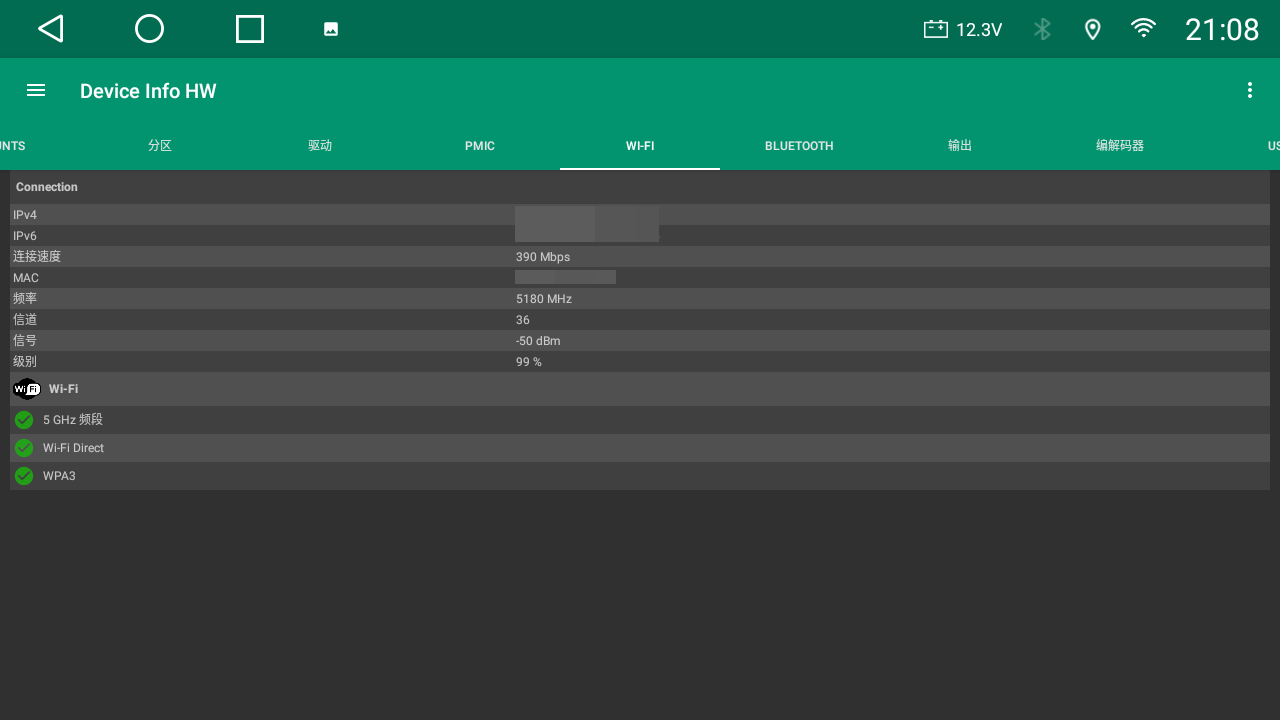 12.3V
21:08
Device Info HW
UNTS
分区
驱动
PMIC
WI-FI
BLUETOOTH
输出
编解码器
US
Connection
IPv4
IPv6
连接速度 390 Mbps
MAC
频率 5180 MHz
信道 36
信号 -50 dBm
级别 99 %
Wi Fi Wi-Fi
5 GHz 频段
Wi-Fi Direct
WPA3